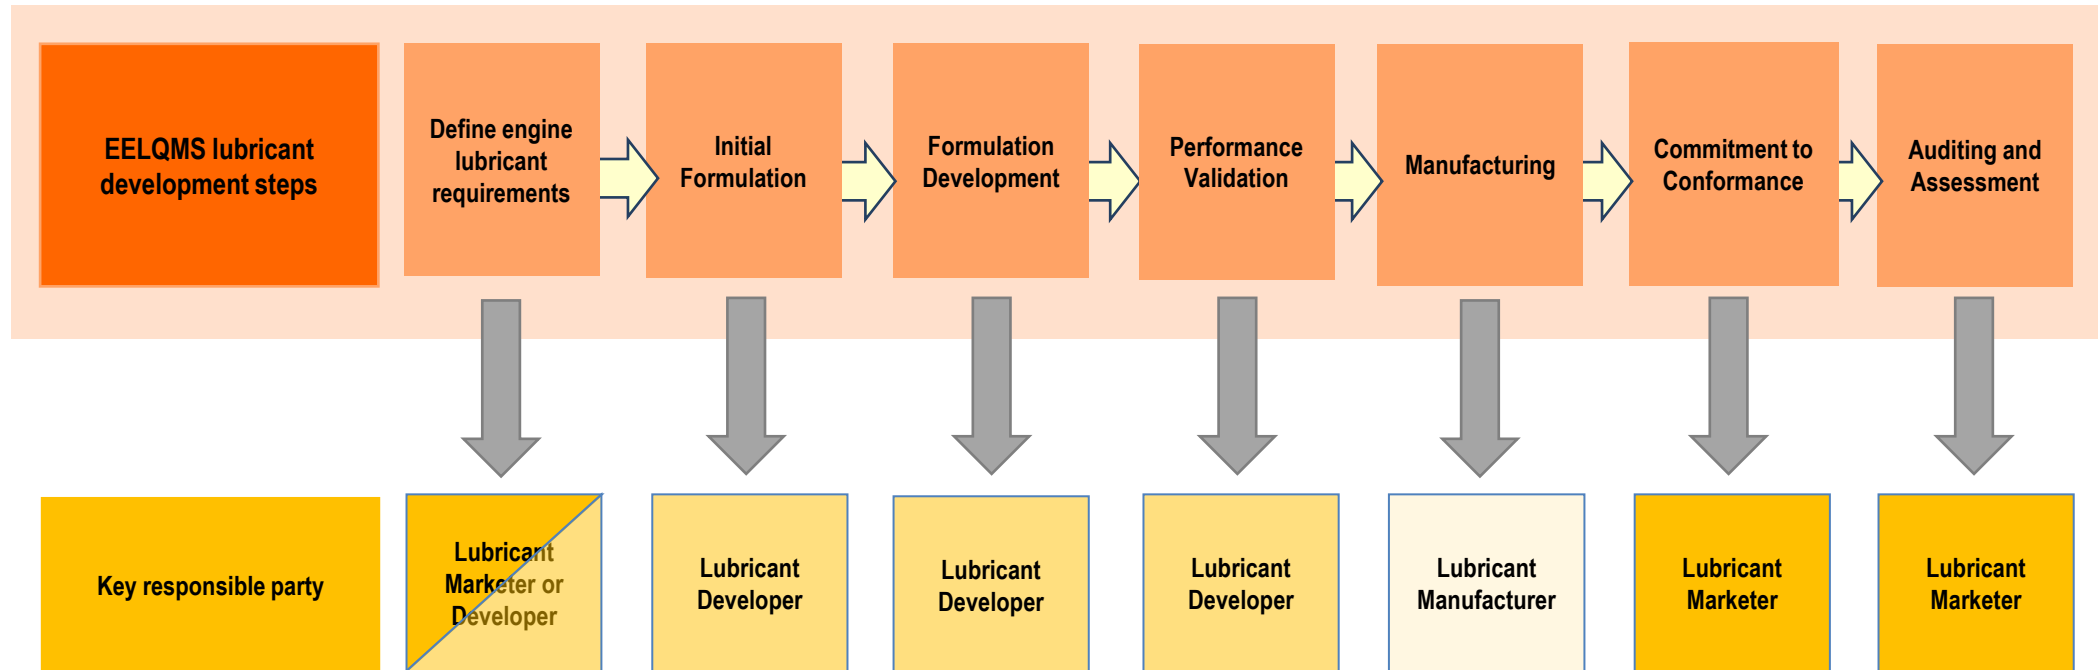 EELQMS lubricant
development steps
Define engine
lubricant
requirements
Initial
Formulation
Formulation
Development
Performance
Validation
Manufacturing
Commitment to
Conformance
Auditing and
Assessment
Key responsible party
Lubricant
Marketer or
Developer
Lubricant
Developer
Lubricant
Developer
Lubricant
Developer
Lubricant
Manufacturer
Lubricant
Marketer
Lubricant
Marketer